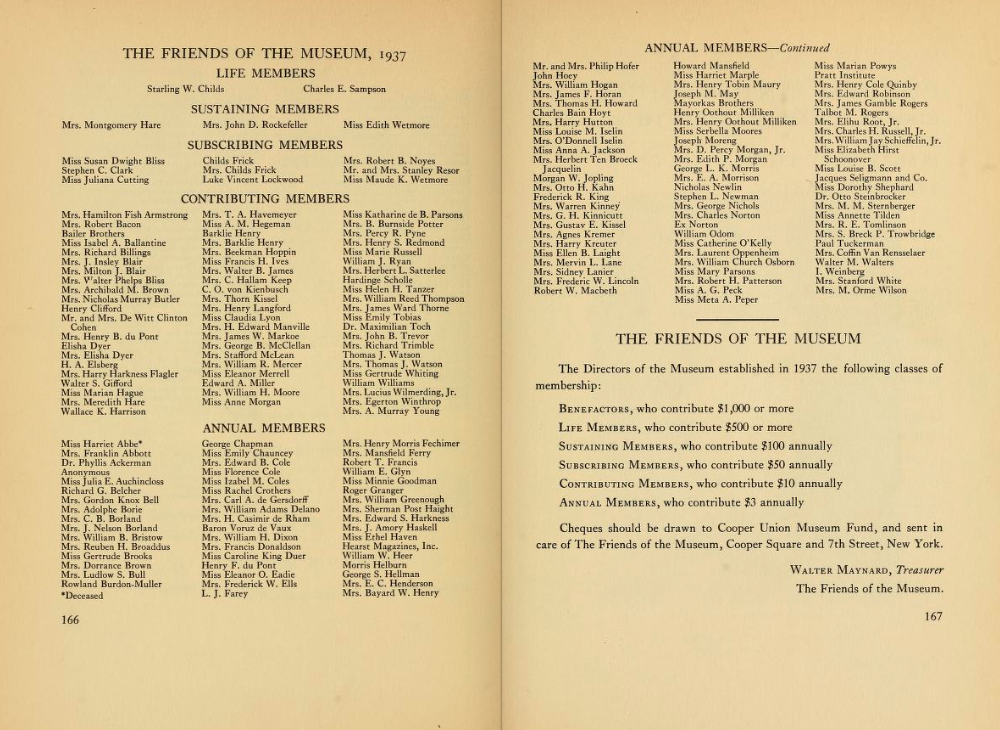 THE FRIENDS OF THE MUSEUM, 1937
LIFE MEMBERS
Starling W. Childs
Charles E. Sampson
SUSTAINING MEMBERS
Mrs. Montgomery Hare
Mrs. John D. Rockefeller
Miss Edith Wetmore
SUBSCRIBING MEMBERS
Miss Susan Dwight Bliss
Stephen C. Clark
Miss Juliana Cutting
Childs Frick
Mrs. Childs Frick
Luke Vincent Lockwood
Mrs. Robert B. Noyes
Mr. and Mrs. Stanley Resor
Miss Maude K. Wetmore
CONTRIBUTING MEMBERS
Mrs. Hamilton Fish Armstrong
Mrs. Robert Bacon
Bailer Brothers
Miss Isabel A. Ballantine
Mrs. Richard Billings
Mrs. J. Insley Blair
Mrs. Milton J. Blair
Mrs. Walter Phelps Bliss
Mrs. Archibald M. Brown
Mrs. Nicholas Murray Butler
Henry Clifford
Mr. and Mrs. De Witt Clinton
Cohen
Mrs. Henry B. du Pont
Elisha Dyer
Mrs. Elisha Dyer
H. A. Elsberg
Mrs. Harry Harkness Flagler
Walter S. Gifford
Miss Marian Hague
Mrs. Meredith Hare
Wallace K. Harrison
Mrs. T. A. Havemeyer
Miss A. M. Hegeman
Barklie Henry
Mrs. Barklie Henry
Mrs. Beekman Hoppin
Miss Francis H. Ives
Mrs. Walter B. James
Mrs. C. Hallam Keep
C. O. von Kienbusch
Mrs. Thorn Kissel
Mrs. Henry Langford
Miss Claudia Lyon
Mrs. H. Edward Manville
Mrs. James W. Markoe
Mrs. George B. McClellan
Mrs. Stafford McLean
Mrs. William R. Mercer
Miss Eleanor Merrell
Edward A. Miller
Mrs. William H. Moore
Miss Anne Morgan
Miss Katharine de B. Parsons
Mrs. B. Burnside Potter
Mrs. Percy R. Pyne
Mrs. Henry S. Redmond
Miss Marie Russell
William J. Ryan
Mrs. Herbert L. Satterlee
Hardinge Scholle
Miss Helen H. Tanzer
Mrs. William Reed Thompson
Mrs. James Ward Thorne
Miss Emily Tobias
Dr. Maximilian Toch
Mrs. John B. Trevor
Mrs. Richard Trimble
Thomas J. Watson
Mrs. Thomas J. Watson
Miss Gertrude Whiting
William Williams
Mrs. Lucius Wilmerding, Jr.
Mrs. Egerton Winthrop
Mrs. A. Murray Young
ANNUAL MEMBERS
Miss Harriet Abbe*
Mrs. Franklin Abbott
Dr. Phyllis Ackerman
Anonymous
Miss Julia E. Auchincloss
Richard G. Belcher
Mrs. Gordon Knox Bell
Mrs. Adolphe Borie
Mrs. C. B. Borland
Mrs. J. Nelson Borland
Mrs. William B. Bristow
Mrs. Reuben H. Broaddus
Miss Gertrude Brooks
Mrs. Dorrance Brown
Mrs. Ludlow S. Bull
Rowland Burdon-Muller
*Deceased
George Chapman
Miss Emily Chauncey
Mrs. Edward B. Cole
Miss Florence Cole
Miss Izabel M. Coles
Miss Rachel Crothers
Mrs. Carl A. de Gersdorff
Mrs. William Adams Delano
Mrs. H. Casimir de Rham
Baron Voruz de Vaux
Mrs. William H. Dixon
Mrs. Francis Donaldson
Miss Caroline King Duer
Henry F. du Pont
Miss Eleanor O. Eadie
Mrs. Frederick W. Ells
L. J. Farey
Mrs. Henry Morris Fechimer
Mrs. Mansfield Ferry
Robert T. Francis
William E. Glyn
Miss Minnie Goodman
Roger Granger
Mrs. William Greenough
Mrs. Sherman Post Haight
Mrs. Edward S. Harkness
Mrs. J. Amory Haskell
Miss Ethel Haven
Hearst Magazines, Inc.
William W. Heer
Morris Helburn
George S. Hellman
Mrs. E. C. Henderson
Mrs. Bayard W. Henry
166
ANNUAL MEMBERS—Continued
Mr. and Mrs. Philip Hofer
John Hoey
Mrs. William Hogan
Mrs. James F. Horan
Mrs. Thomas H. Howard
Charles Bain Hoyt
Mrs. Harry Hutton
Miss Louise M. Iselin
Mrs. O'Donnell Iselin
Miss Anna A. Jackson
Mrs. Herbert Ten Broeck
Jacquelin
Morgan W. Jopling
Mrs. Otto H. Kahn
Frederick R. King
Mrs. Warren Kinney
Mrs. G. H. Kinnicutt
Mrs. Gustav E. Kissel
Mrs. Agnes Kremer
Mrs. Harry Kreuter
Miss Ellen B. Laight
Mrs. Mervin L. Lane
Mrs. Sidney Lanier
Mrs. Frederic W. Lincoln
Robert W. Macbeth
Howard Mansfield
Miss Harriet Marple
Mrs. Henry Tobin Maury
Joseph M. May
Mayorkas Brothers
Henry Oothout Milliken
Mrs. Henry Oothout Milliken
Miss Serbella Moores
Joseph Moreng
Mrs. D. Percy Morgan, Jr.
Mrs. Edith P. Morgan
George L. K. Morris
Mrs. E. A. Morrison
Nicholas Newlin
Stephen L. Newman
Mrs. George Nichols
Mrs. Charles Norton
Ex Norton
William Odom
Miss Catherine O'Kelly
Mrs. Laurent Oppenheim
Mrs. William Church Osborn
Miss Mary Parsons
Mrs. Robert H. Patterson
Miss A. G. Peck
Miss Meta A. Peper
Miss Marian Powys
Pratt Institute
Mrs. Henry Cole Quinby
Mrs. Edward Robinson
Mrs. James Gamble Rogers
Talbot M. Rogers
Mrs. Elihu Root, Jr.
Mrs. Charles H. Russell, Jr.
Mrs. William Jay Schieffelin, Jr.
Miss Elizabeth Hirst
Schoonover
Miss Louise B. Scott
Jacques Seligmann and Co.
Miss Dorothy Shephard
Dr. Otto Steinbrocker
Mrs. M. M. Sternberger
Miss Annette Tilden
Mrs. R. E. Tomlinson
Mrs. S. Breck P. Trowbridge
Paul Tuckerman
Mrs. Coffin Van Rensselaer
Walter M. Walters
I. Weinberg
Mrs. Stanford White
Mrs. M. Orme Wilson
THE FRIENDS OF THE MUSEUM
The Directors of the Museum established in 1937 the following classes of
membership:
BENEFACTORS, who contribute $1,000 or more
LIFE MEMBERS, who contribute $500 or more
SUSTAINING MEMBERS, who contribute $100 annually
SUBSCRIBING MEMBERS, who contribute $50 annually
CONTRIBUTING MEMBERS, who contribute $10 annually
ANNUAL MEMBERS, who contribute $3 annually
Cheques should be drawn to Cooper Union Museum Fund, and sent in
care of The Friends of the Museum, Cooper Square and 7th Street, New York.
WALTER MAYNARD, Treasurer
The Friends of the Museum.
167